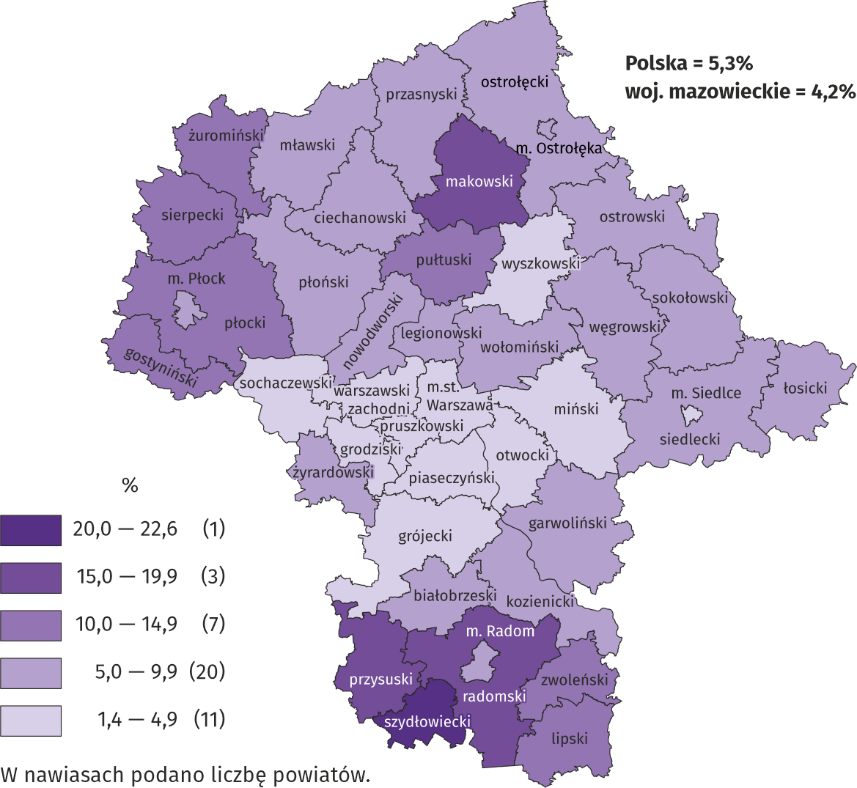 Polska = 5,3%
woj. mazowieckie = 4,2%
ostrołęcki
przasnyski
żuromiński
mławski
m. Ostrołęka
makowski
sierpecki
ciechanowski
ostrowski
pułtuski
wyszkowski
m. Płock
płoński
sokołowski
płocki
nowodworski
legionowski
węgrowski
wołomiński
gostyniński
sochaczewski
warszawski
zachodni
m.st.
Warszawa
miński
m. Siedlce
łosicki
pruszkowski
siedlecki
grodziski
otwocki
żyrardowski
piaseczyński
garwoliński
grójecki
białobrzeski
kozienicki
m. Radom
przysuski
zwoleński
radomski
szydłowiecki
lipski
%
20,0 — 22,6 (1)
15,0 — 19,9 (3)
10,0 — 14,9 (7)
5,0 — 9,9 (20)
1,4 — 4,9 (11)
W nawiasach podano liczbę powiatów.